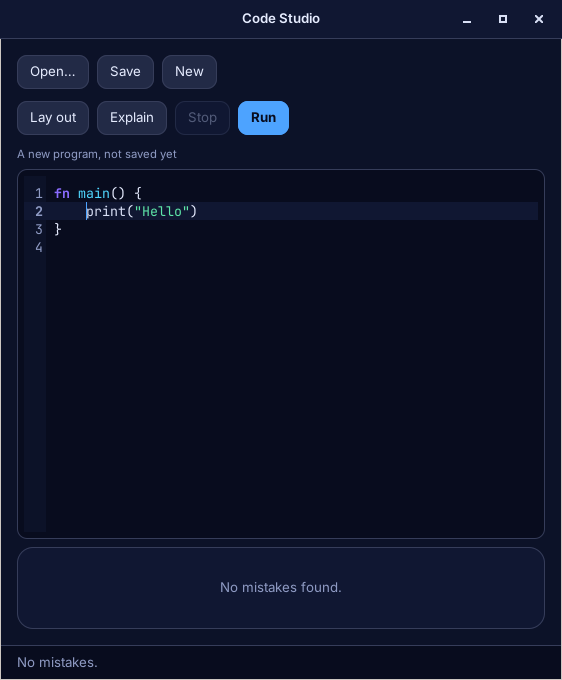 Code Studio
Open... Save New
Lay out Explain Stop Run
A new program, not saved yet
1 fn main() {
2     print("Hello")
3 }
4
No mistakes found.
No mistakes.